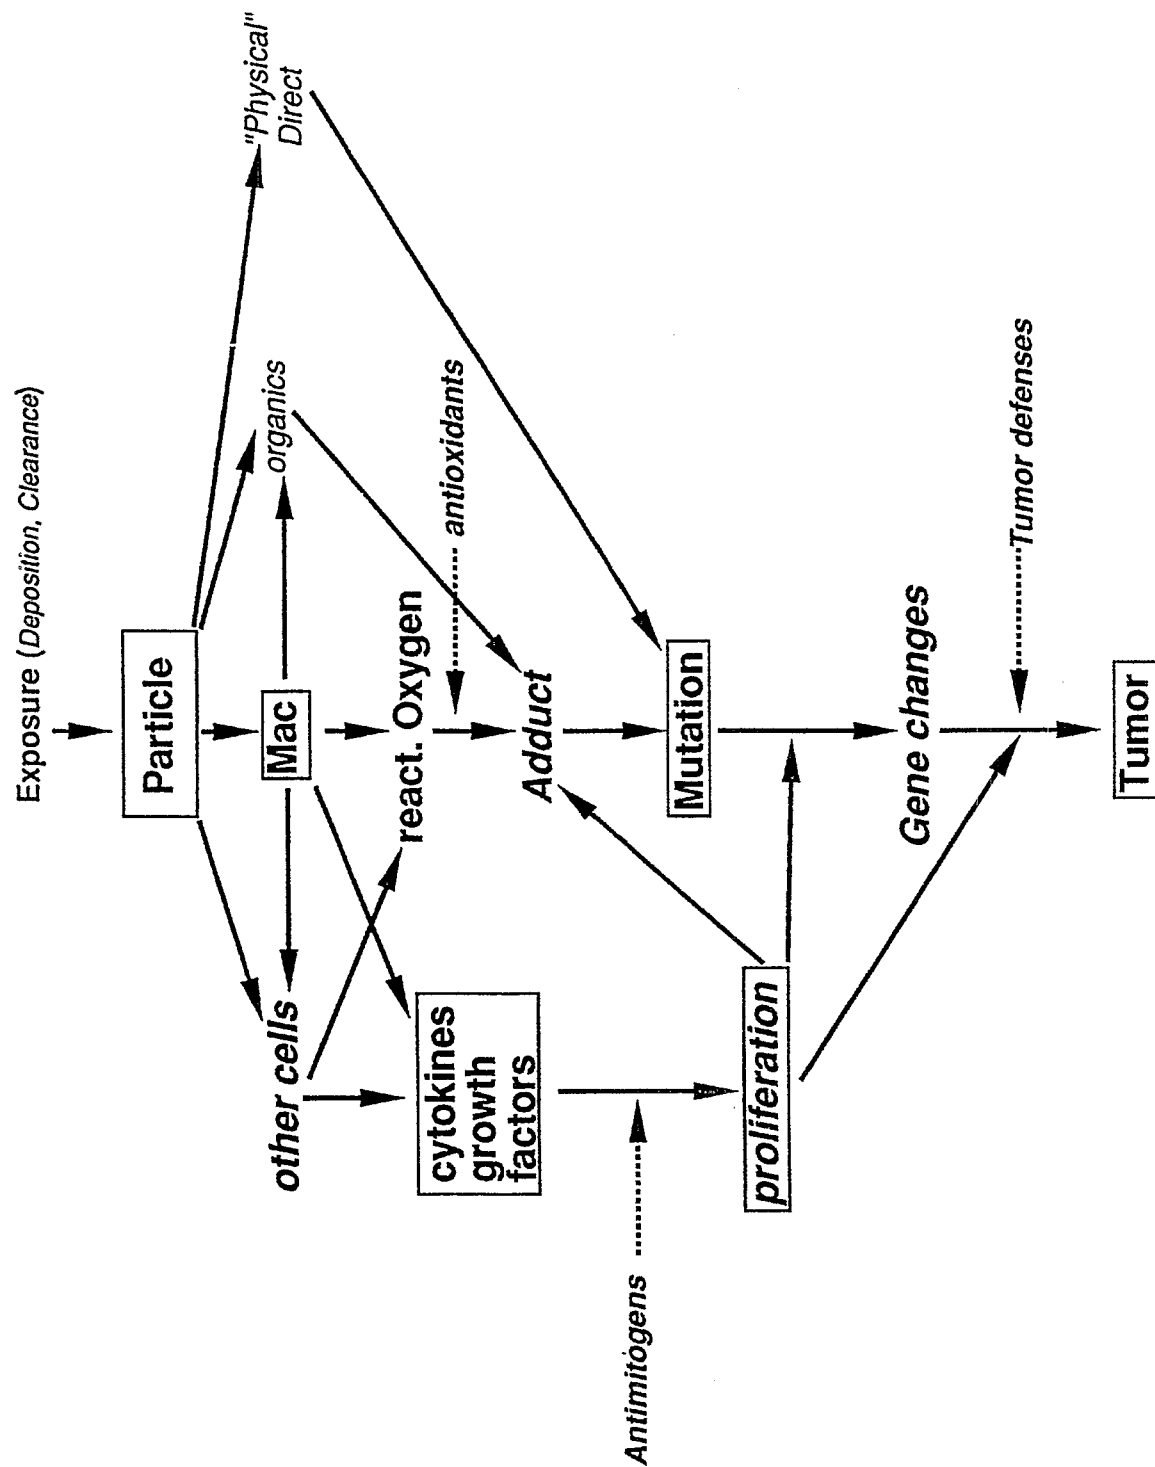 Exposure (Deposition, Clearance)
Particle
"Physical"
Direct
organics
Mac
other cells
react. Oxygen
antioxidants
cytokines
growth
factors
Adduct
Antimitogens
Mutation
proliferation
Gene changes
Tumor defenses
Tumor